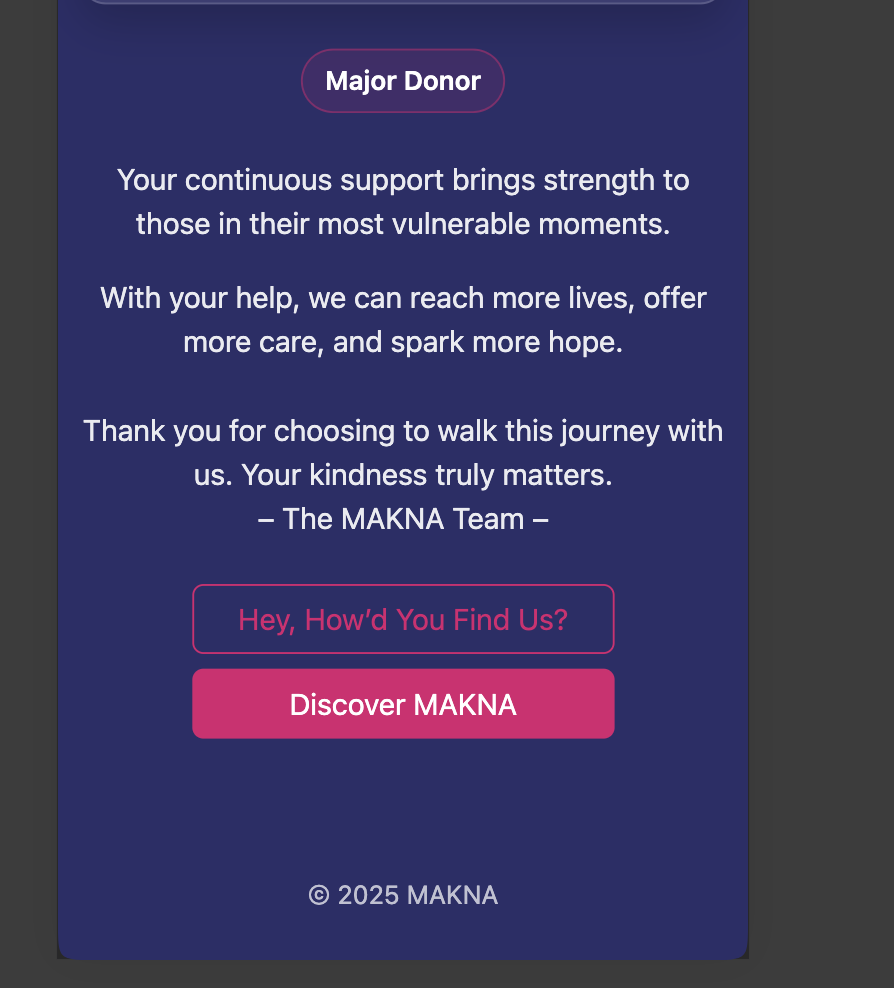 Major Donor
Your continuous support brings strength to
those in their most vulnerable moments.
With your help, we can reach more lives, offer
more care, and spark more hope.
Thank you for choosing to walk this journey with
us. Your kindness truly matters.
– The MAKNA Team –
Hey, How’d You Find Us?
Discover MAKNA
© 2025 MAKNA